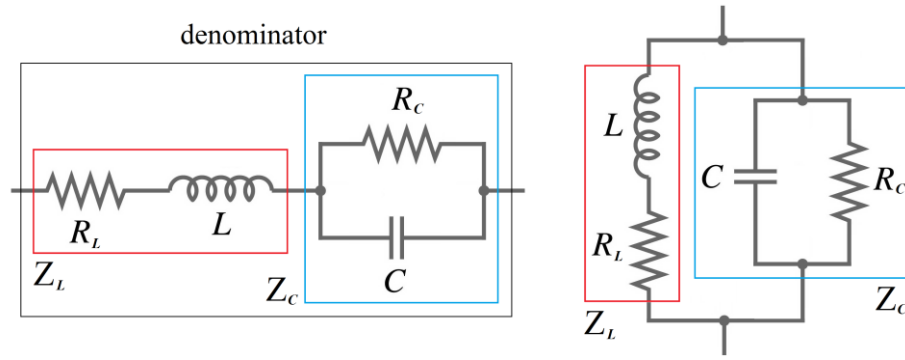 denominator
R_C
R_L
L
C
Z_L
Z_C
L
C
R_C
R_L
Z_L
Z_C